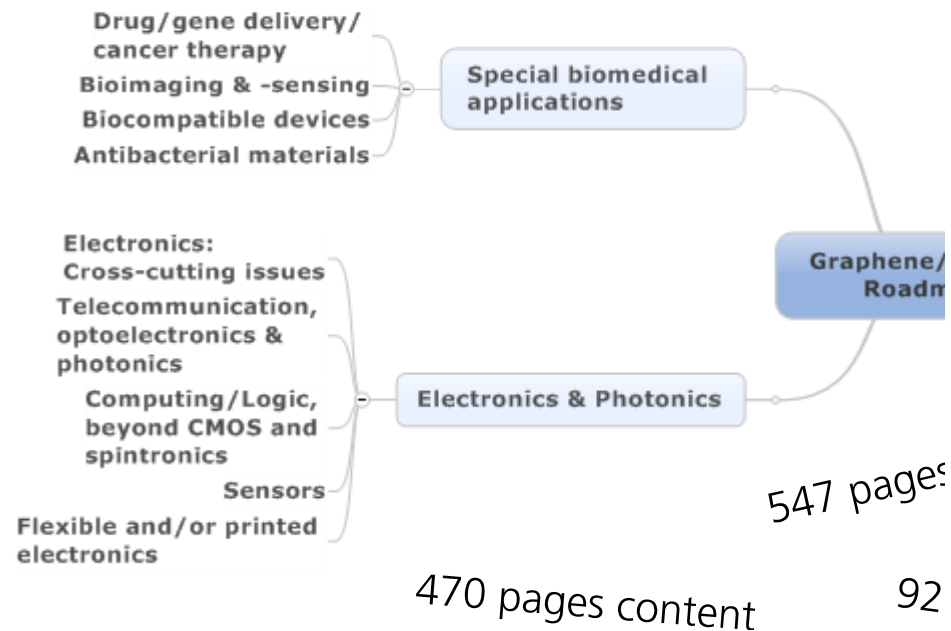 Drug/gene delivery/
cancer therapy
Bioimaging & -sensing
Biocompatible devices
Antibacterial materials
Special biomedical
applications
Electronics:
Cross-cutting issues
Telecommunication,
optoelectronics &
photonics
Computing/Logic,
beyond CMOS and
spintronics
Sensors
Flexible and/or printed
electronics
Electronics & Photonics
Graphene/
Roadm
547 pages
470 pages content
92